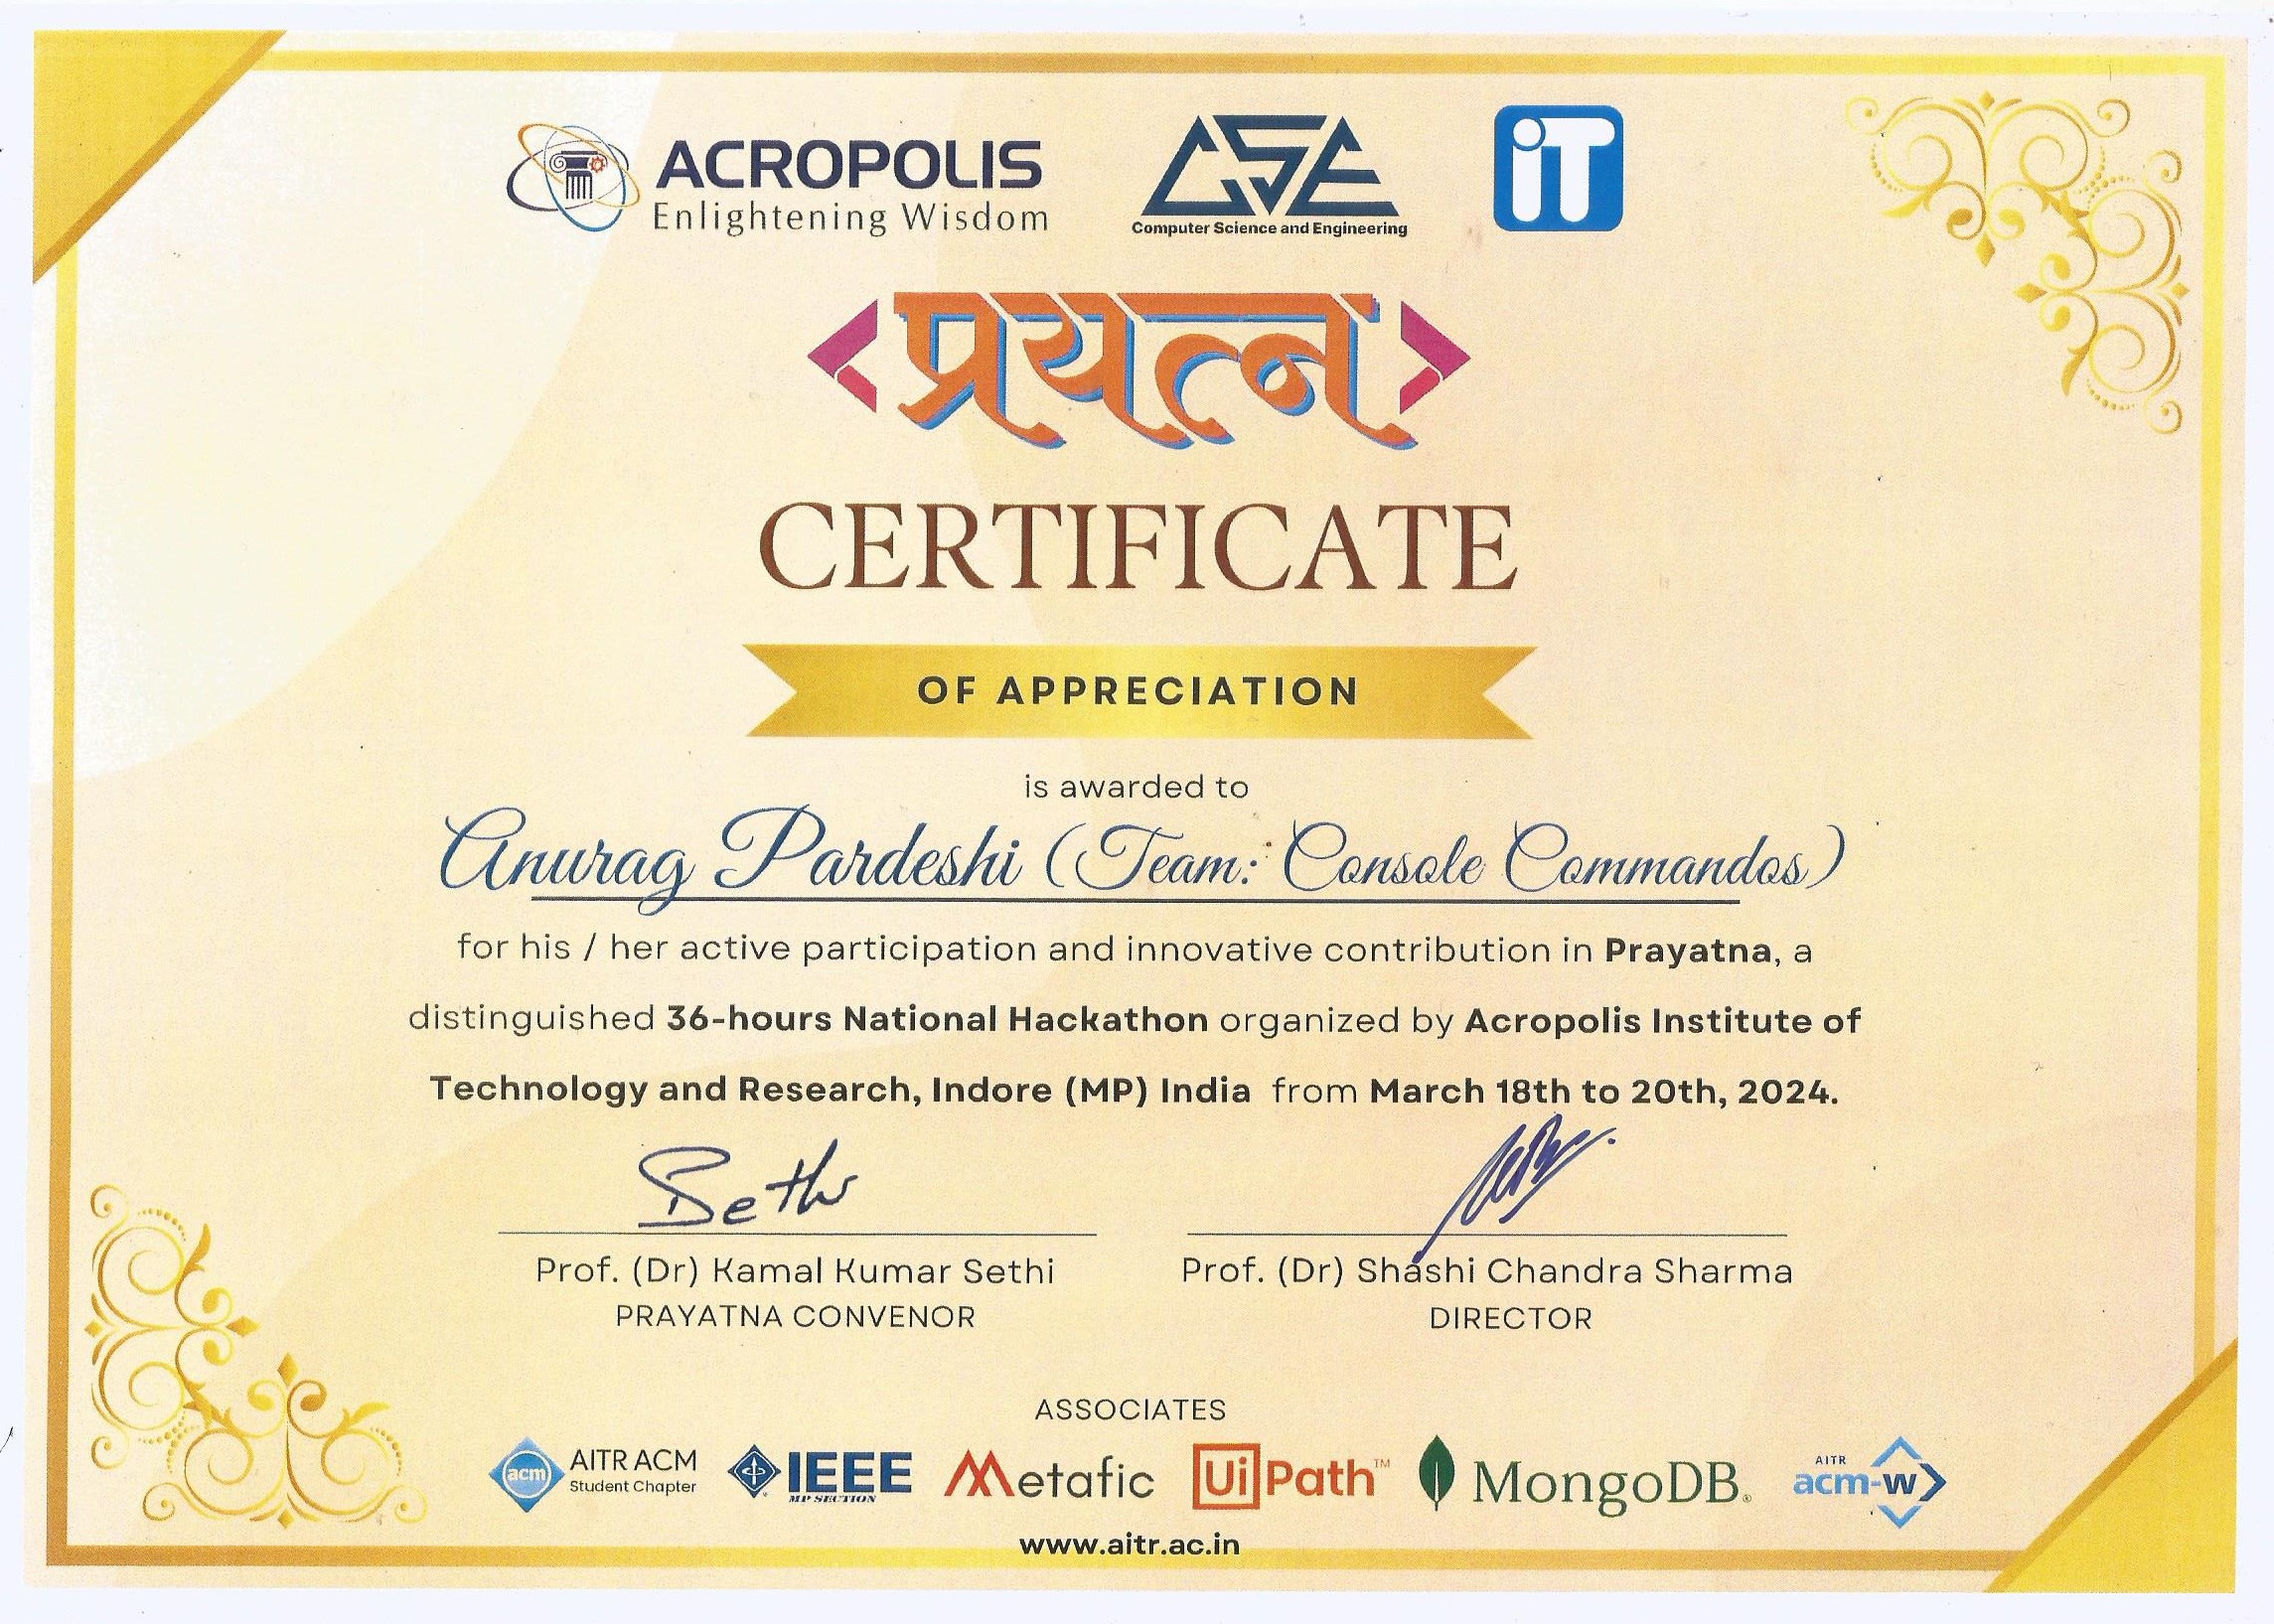 ACROPOLIS
Enlightening Wisdom
CSE
Computer Science and Engineering
iT
<प्रयत्न>
CERTIFICATE
OF APPRECIATION
is awarded to
Anurag Pardeshi (Team: Console Commandos)
for his / her active participation and innovative contribution in Prayatna, a
distinguished 36-hours National Hackathon organized by Acropolis Institute of
Technology and Research, Indore (MP) India from March 18th to 20th, 2024.
Sethi
Prof. (Dr) Kamal Kumar Sethi
PRAYATNA CONVENOR
Prof. (Dr) Shashi Chandra Sharma
DIRECTOR
ASSOCIATES
acm AITR ACM
Student Chapter
IEEE
MP SECTION
Metafic
UiPath™
MongoDB®
AITR
acm-w
www.aitr.ac.in